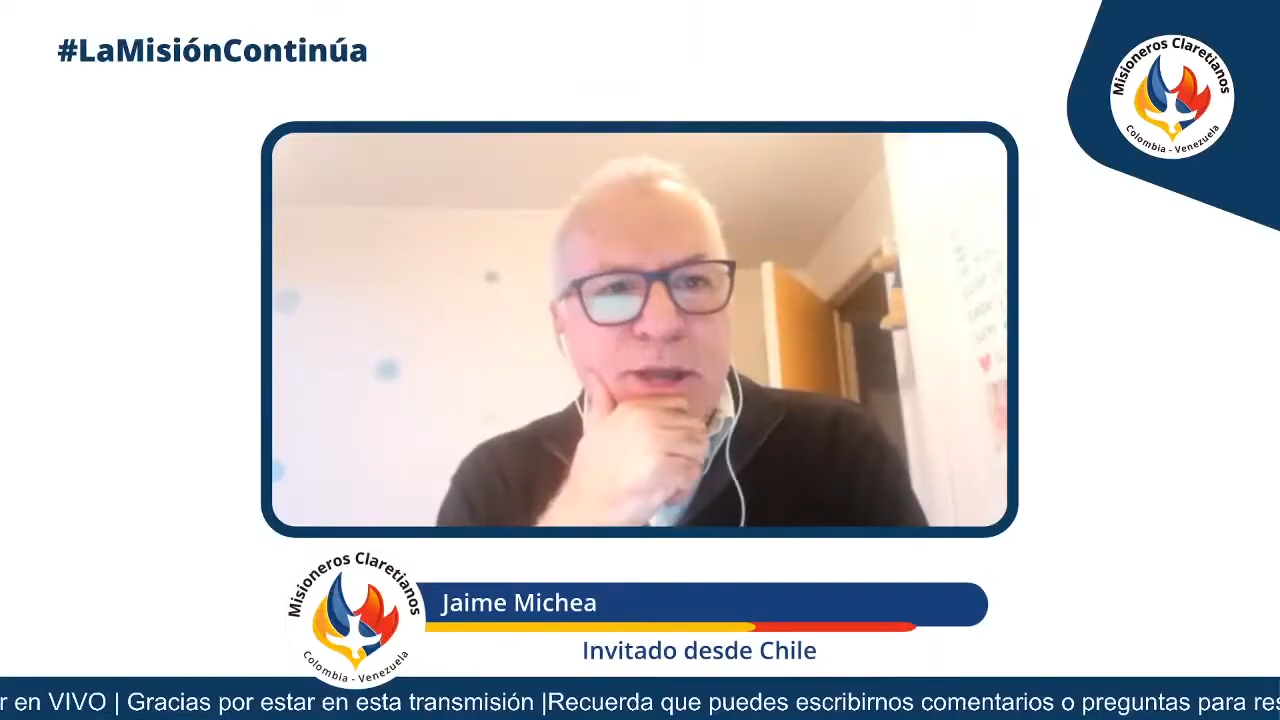 #LaMisiónContinúa
Misioneros Claretianos
Colombia - Venezuela
Misioneros Claretianos
Colombia - Venezuela
Jaime Michea
Invitado desde Chile
en VIVO | Gracias por estar en esta transmisión |Recuerda que puedes escribirnos comentarios o preguntas para